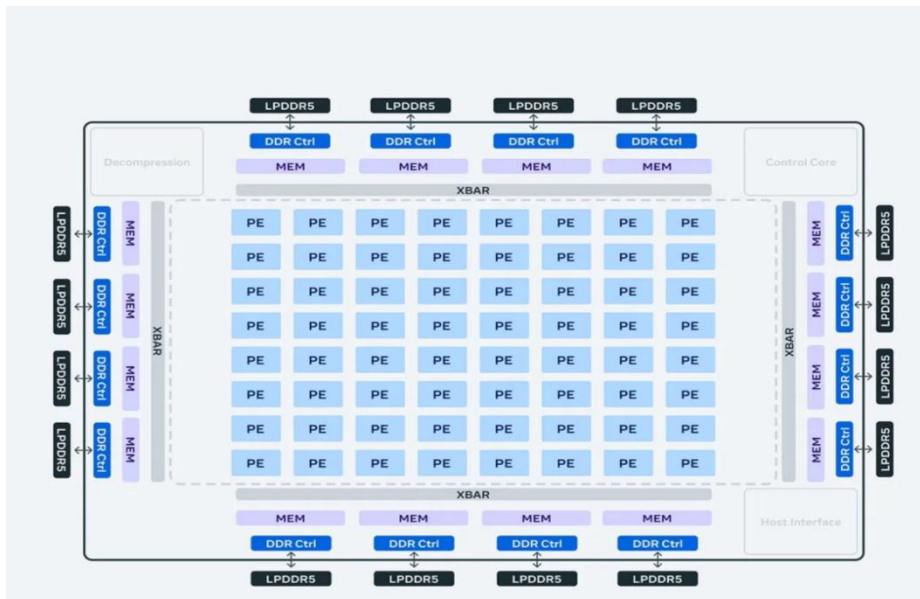 LPDDR5 LPDDR5 LPDDR5 LPDDR5
DDR Ctrl DDR Ctrl DDR Ctrl DDR Ctrl
Decompression
MEM MEM MEM MEM
Control Core
XBAR
LPDDR5 DDR Ctrl MEM
LPDDR5 DDR Ctrl MEM
LPDDR5 DDR Ctrl MEM
LPDDR5 DDR Ctrl MEM
XBAR
PE PE PE PE PE PE PE PE
PE PE PE PE PE PE PE PE
PE PE PE PE PE PE PE PE
PE PE PE PE PE PE PE PE
PE PE PE PE PE PE PE PE
PE PE PE PE PE PE PE PE
PE PE PE PE PE PE PE PE
PE PE PE PE PE PE PE PE
XBAR
MEM DDR Ctrl LPDDR5
MEM DDR Ctrl LPDDR5
MEM DDR Ctrl LPDDR5
MEM DDR Ctrl LPDDR5
XBAR
MEM MEM MEM MEM
Host Interface
DDR Ctrl DDR Ctrl DDR Ctrl DDR Ctrl
LPDDR5 LPDDR5 LPDDR5 LPDDR5